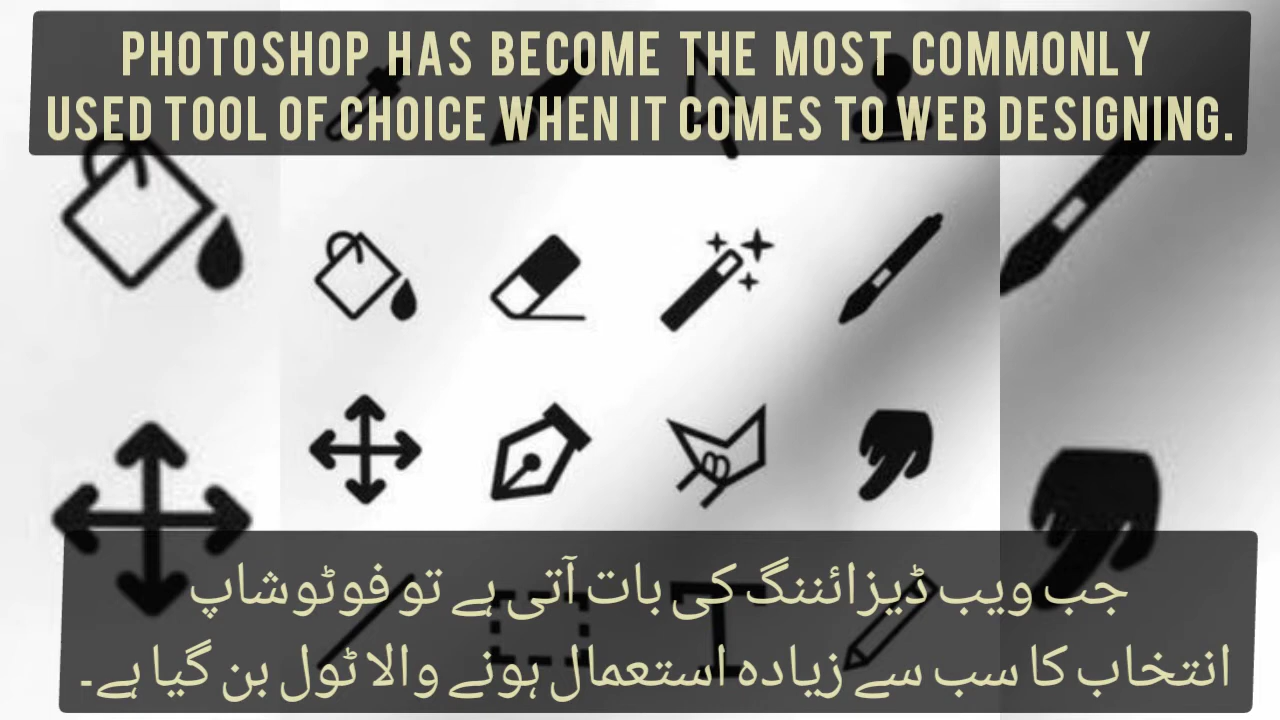 PHOTOSHOP HAS BECOME THE MOST COMMONLY
USED TOOL OF CHOICE WHEN IT COMES TO WEB DESIGNING.
جب ویب ڈیزائننگ کی بات آتی ہے تو فوٹوشاپ
انتخاب کا سب سے زیادہ استعمال ہونے والا ٹول بن گیا ہے۔